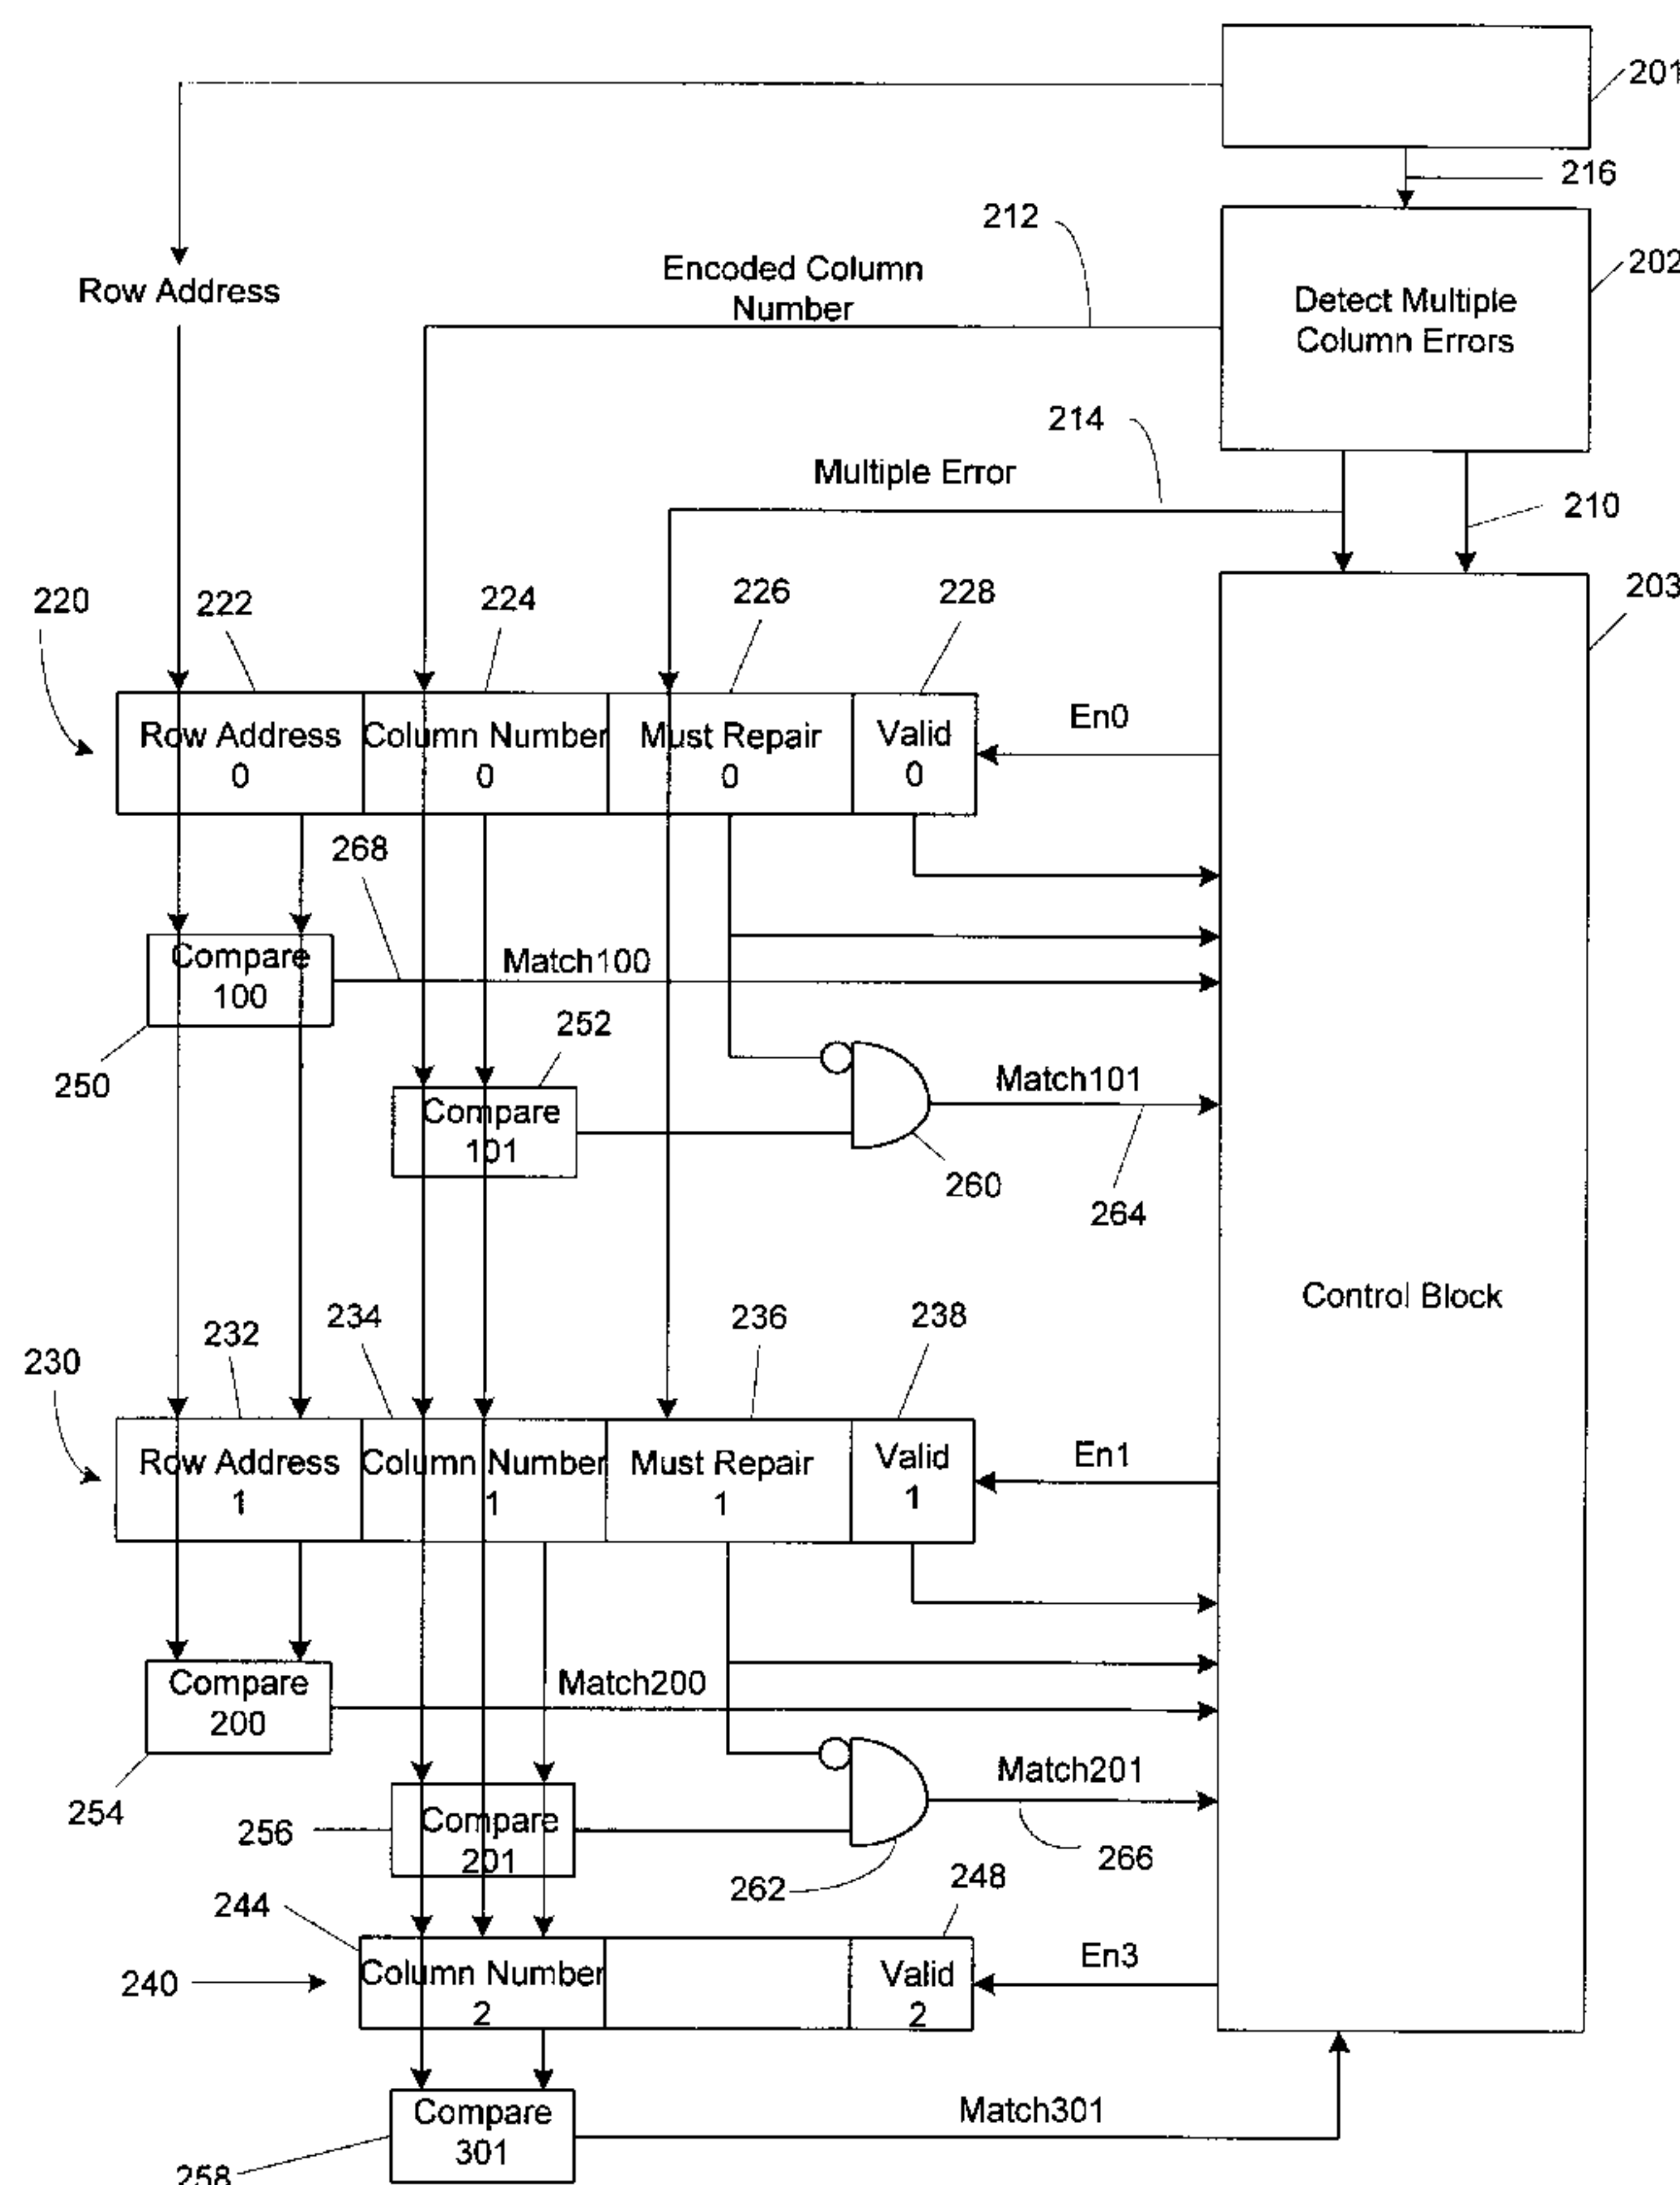 201
216
212
202
Encoded Column
Number
Row Address
Detect Multiple
Column Errors
214
Multiple Error
210
220
222
224
226
228
203
Row Address
0
Column Number
0
Must Repair
0
Valid
0
En0
268
Compare
100
Match100
250
252
Compare
101
Match101
260
264
Control Block
230
232
234
236
238
Row Address
1
Column Number
1
Must Repair
1
Valid
1
En1
Compare
200
Match200
254
256
Compare
201
Match201
262
266
244
248
240
Column Number
2
Valid
2
En3
Compare
301
Match301
258